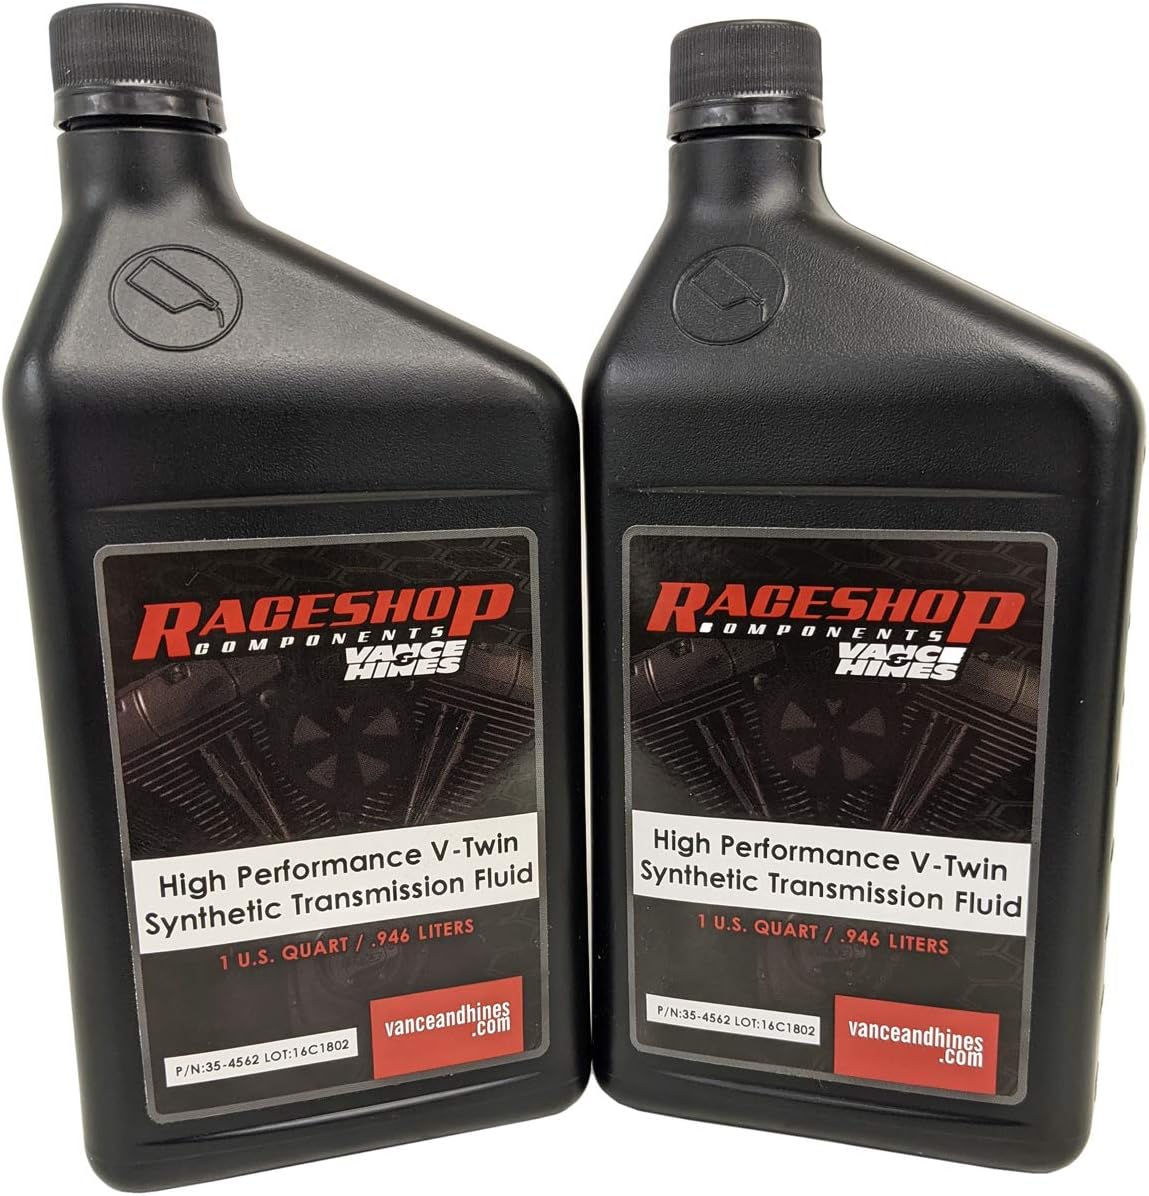 RACESHOP
COMPONENTS
VANCE
&
HINES
High Performance V-Twin
Synthetic Transmission Fluid
1 U.S. QUART / .946 LITERS
P/N:35-4562 LOT:16C1802
vanceandhines
.com
RACESHOP
OMPONENTS
VANC
&
HINES
High Performance V-Twin
Synthetic Transmission Fluid
1 U.S. QUART / .946 LITERS
P/N:35-4562 LOT:16C1802
vanceandhines
.com